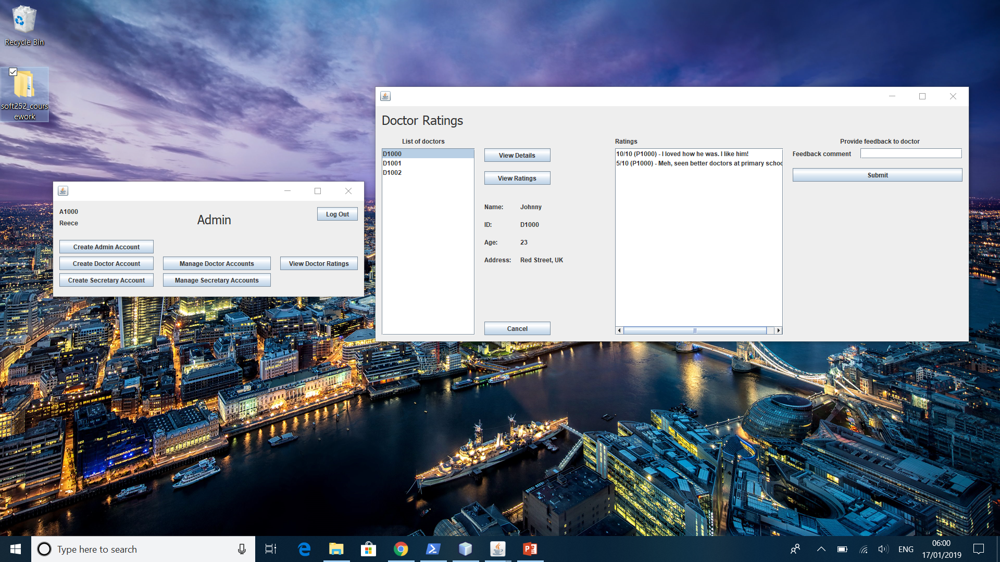 Recycle Bin
soft252_cours
ework
A1000
Reece
Admin
Log Out
Create Admin Account
Create Doctor Account
Manage Doctor Accounts
View Doctor Ratings
Create Secretary Account
Manage Secretary Accounts
Doctor Ratings
List of doctors
D1000
D1001
D1002
View Details
View Ratings
Name: Johnny
ID: D1000
Age: 23
Address: Red Street, UK
Cancel
Ratings
10/10 (P1000) - I loved how he was. I like him!
5/10 (P1000) - Meh, seen better doctors at primary
Provide feedback to doctor
Feedback comment
Submit
Type here to search
ENG
06:00
17/01/2019